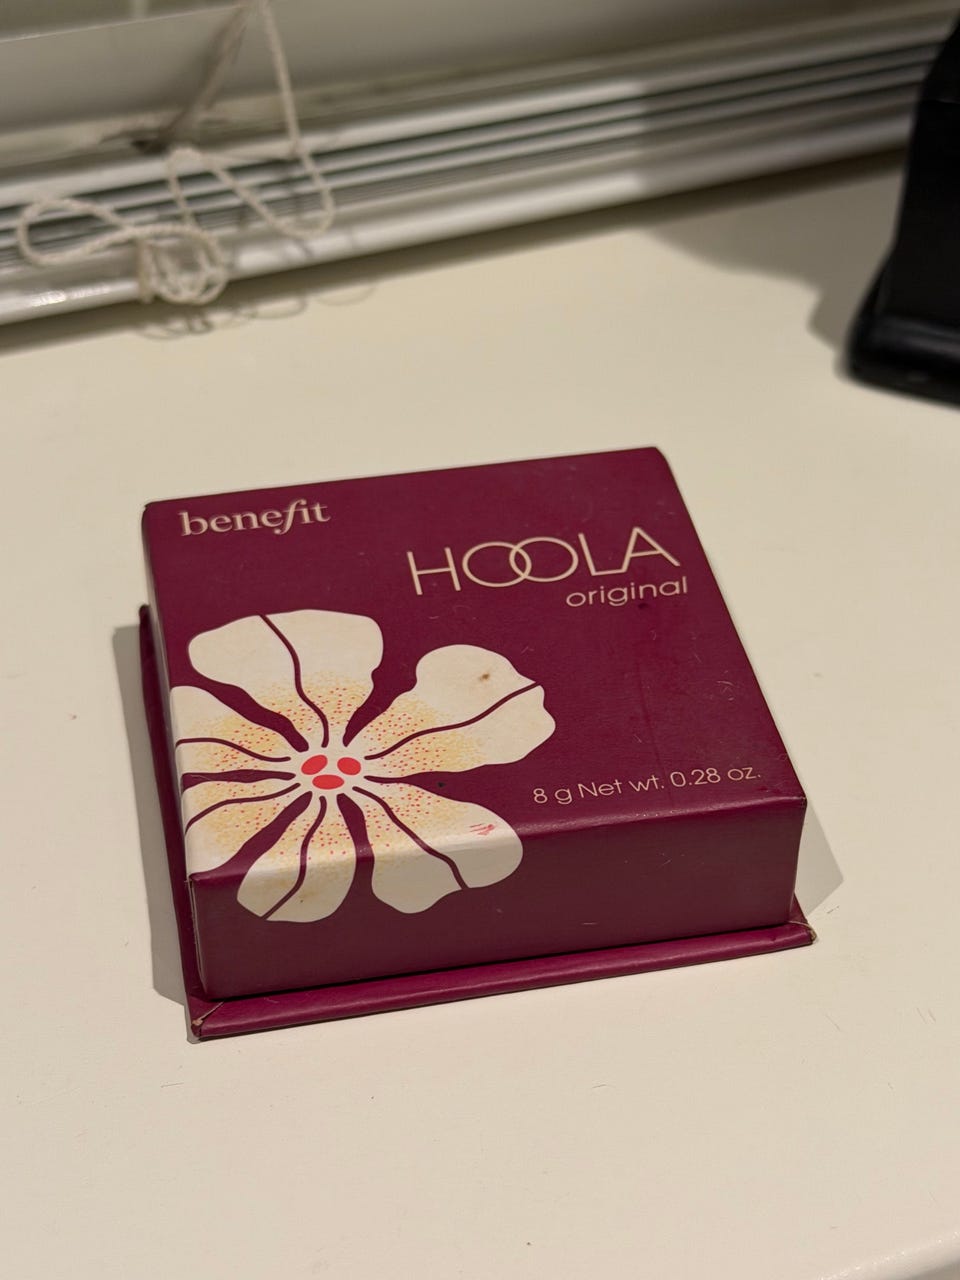 benefit
HOOLA
original
8 g Net wt. 0.28 oz.